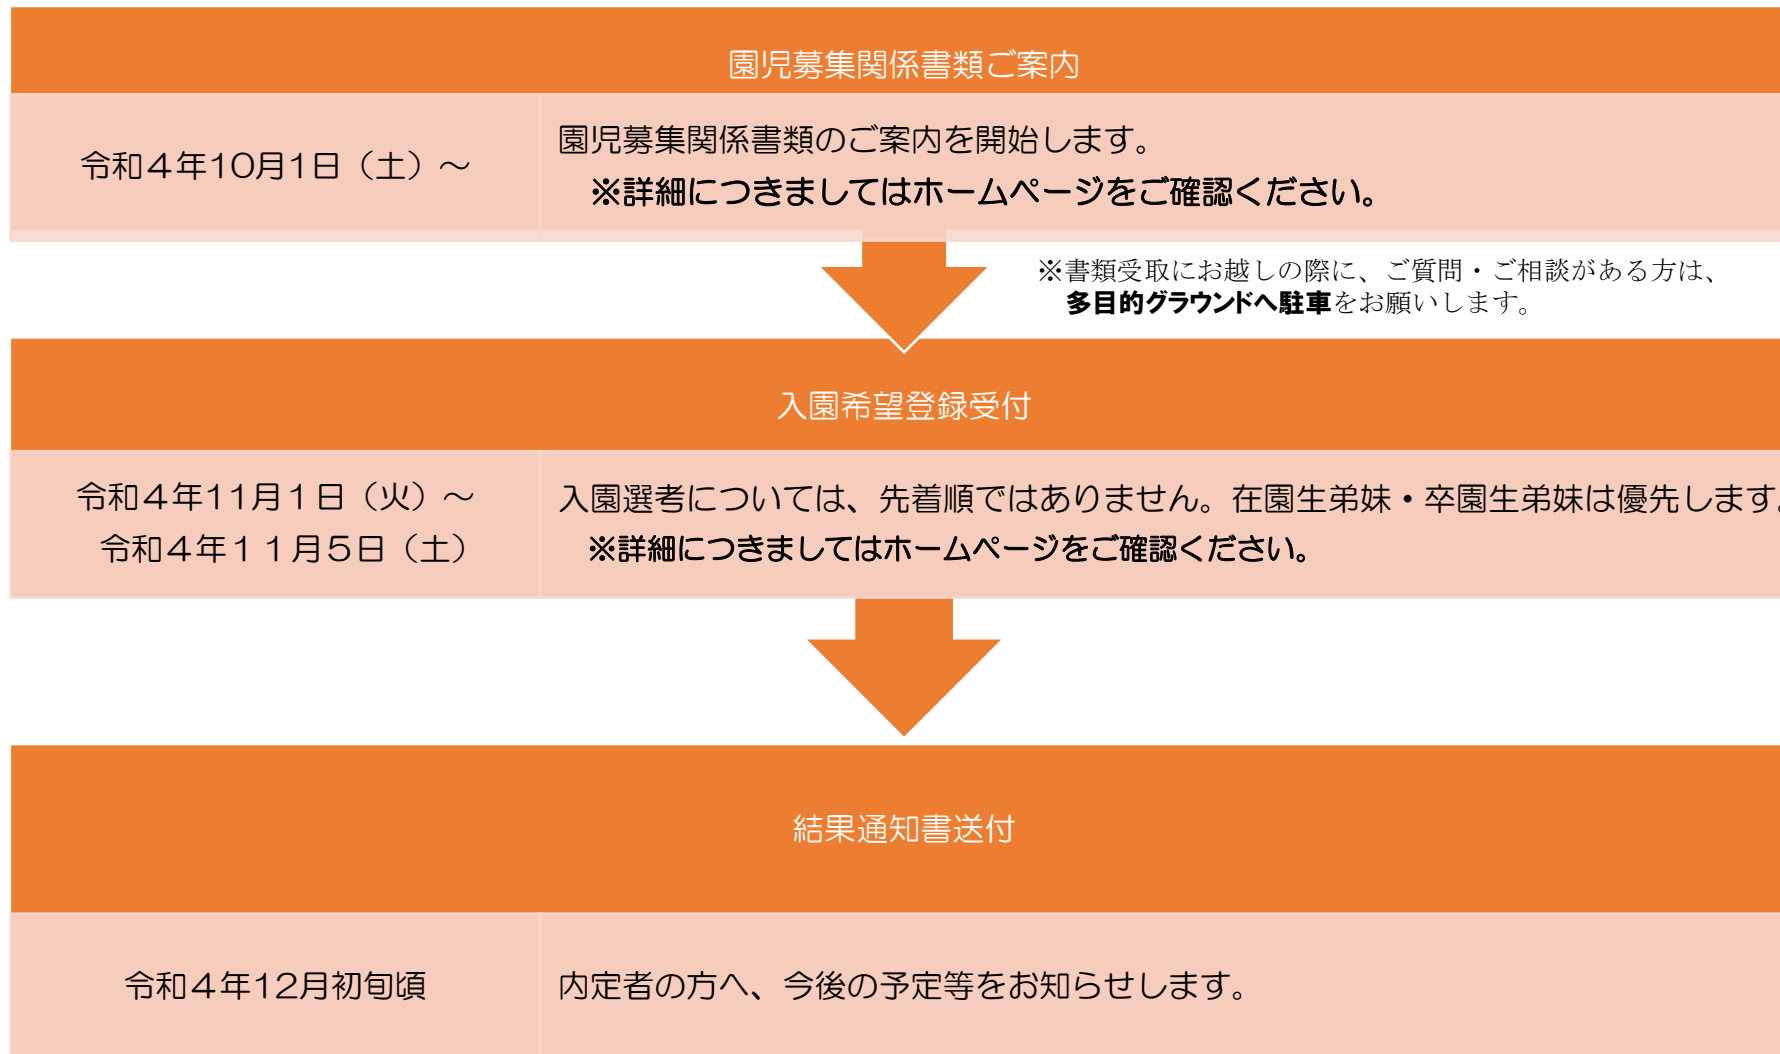 園児募集関係書類ご案内
令和４年10月1日（土）～
園児募集関係書類のご案内を開始します。
※詳細につきましてはホームページをご確認ください。
※書類受取にお越しの際に、ご質問・ご相談がある方は、
多目的グラウンドへ駐車をお願いします。
入園希望登録受付
令和４年11月１日（火）～
令和４年１１月５日（土）
入園選考については、先着順ではありません。在園生弟妹・卒園生弟妹は優先します。
※詳細につきましてはホームページをご確認ください。
結果通知書送付
令和４年12月初旬頃
内定者の方へ、今後の予定等をお知らせします。